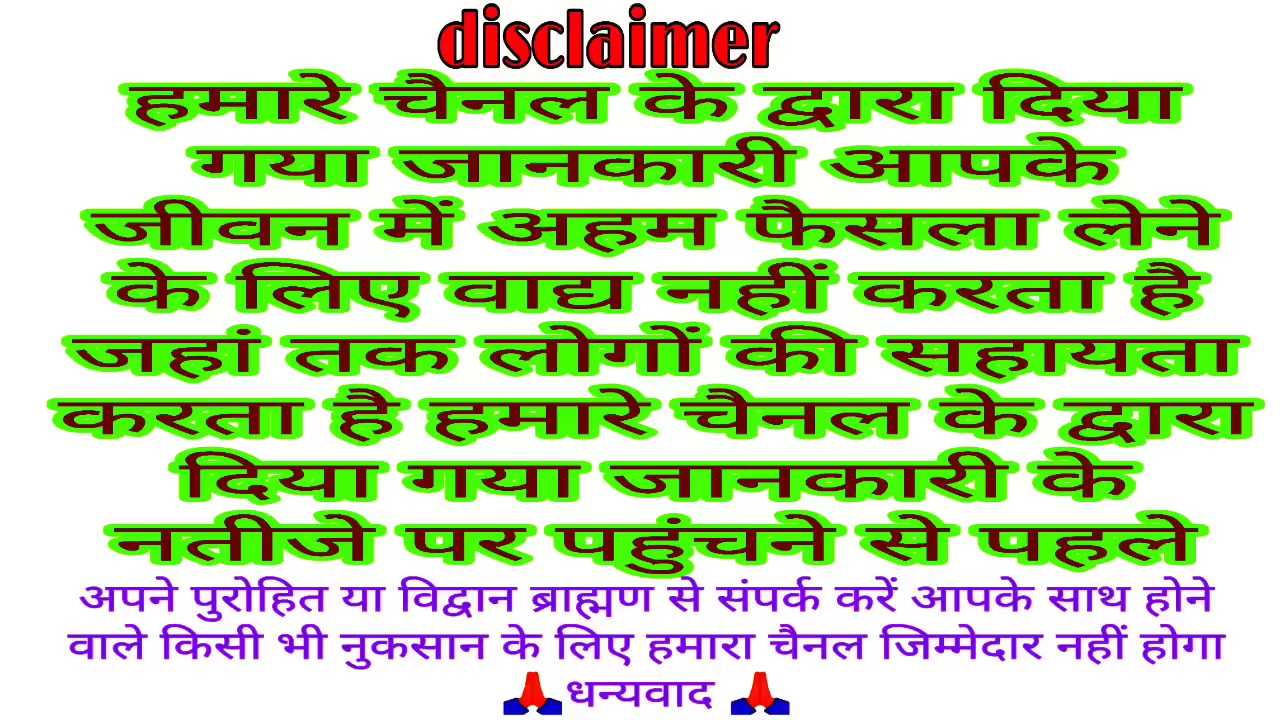 disclaimer
हमारे चैनल के द्वारा दिया
गया जानकारी आपके
जीवन में अहम फैसला लेने
के लिए वाद्य नहीं करता है
जहां तक लोगों की सहायता
करता है हमारे चैनल के द्वारा
दिया गया जानकारी के
नतीजे पर पहुंचने से पहले
अपने पुरोहित या विद्वान ब्राह्मण से संपर्क करें आपके साथ होने
वाले किसी भी नुकसान के लिए हमारा चैनल जिम्मेदार नहीं होगा
🙏धन्यवाद 🙏